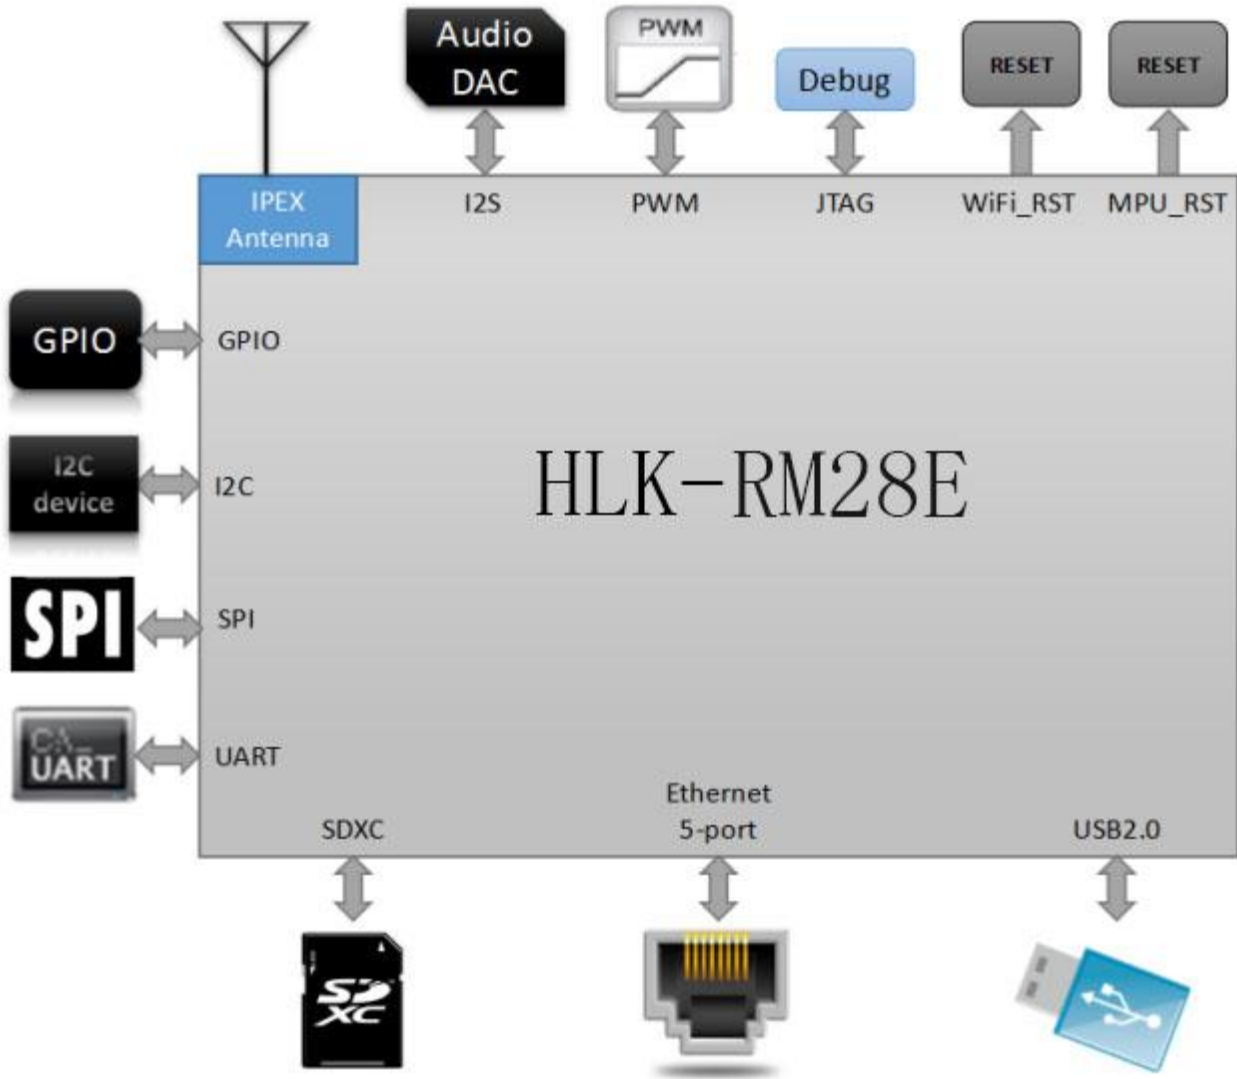 Audio
DAC
PWM
Debug
RESET
RESET
IPEX
Antenna
I2S
PWM
JTAG
WiFi_RST
MPU_RST
GPIO
GPIO
I2C
device
I2C
HLK-RM28E
SPI
SPI
C:\_
UART
UART
SDXC
Ethernet
5-port
USB2.0
SD
XC